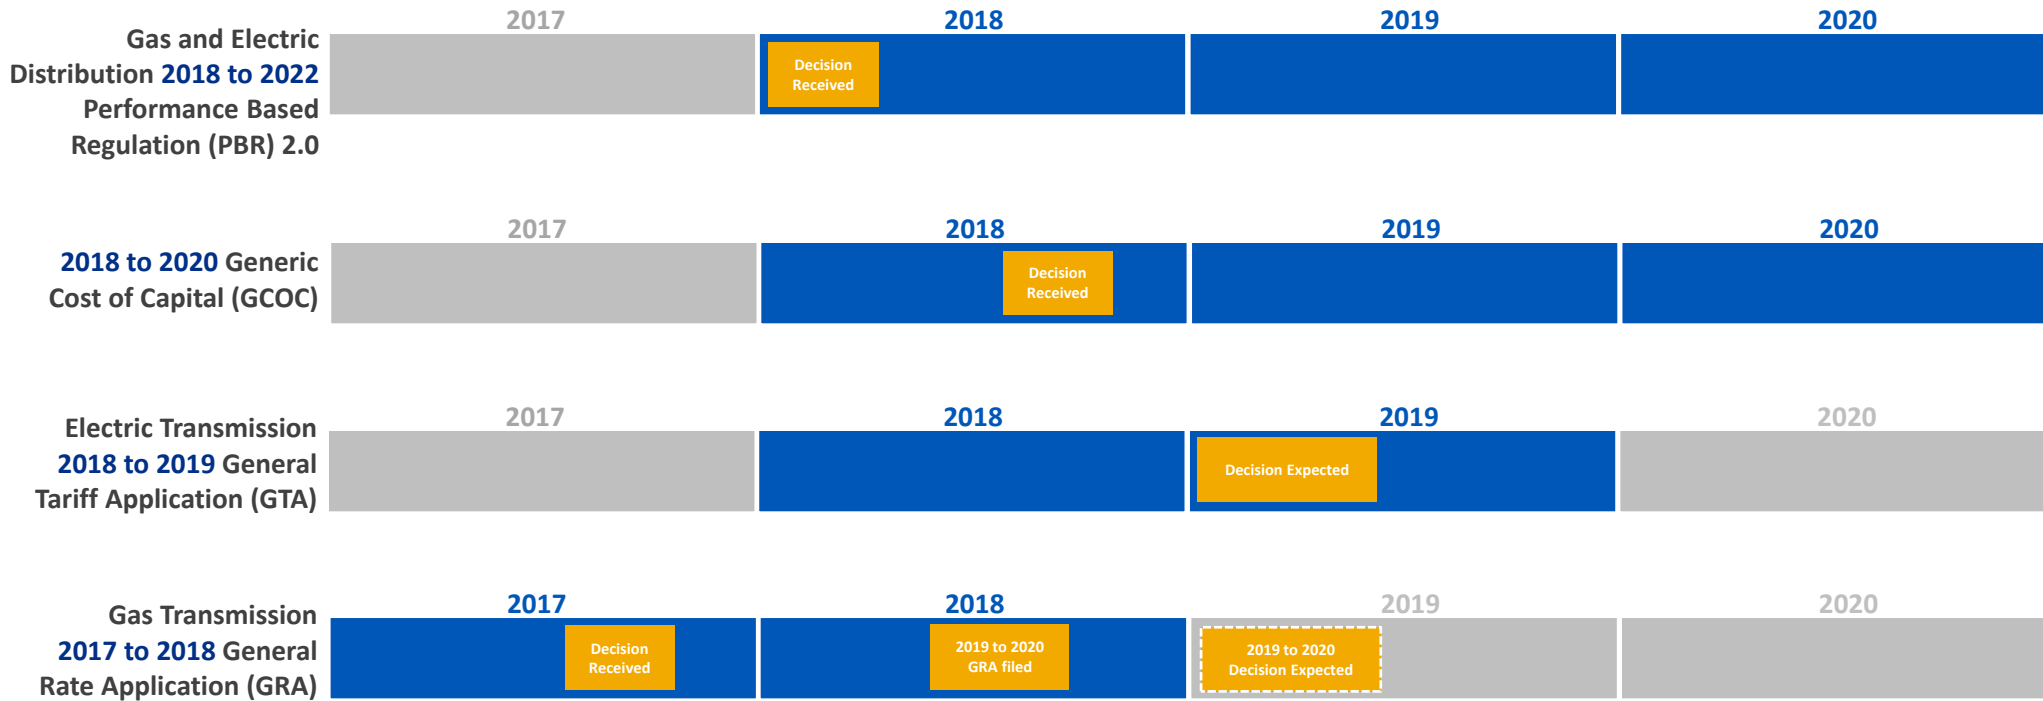 2017 2018 2019 2020
Gas and Electric
Distribution 2018 to 2022
Performance Based
Regulation (PBR) 2.0
Decision
Received
2017 2018 2019 2020
2018 to 2020 Generic
Cost of Capital (GCOC)
Decision
Received
2017 2018 2019 2020
Electric Transmission
2018 to 2019 General
Tariff Application (GTA)
Decision Expected
2017 2018 2019 2020
Gas Transmission
2017 to 2018 General
Rate Application (GRA)
Decision
Received
2019 to 2020
GRA filed
2019 to 2020
Decision Expected